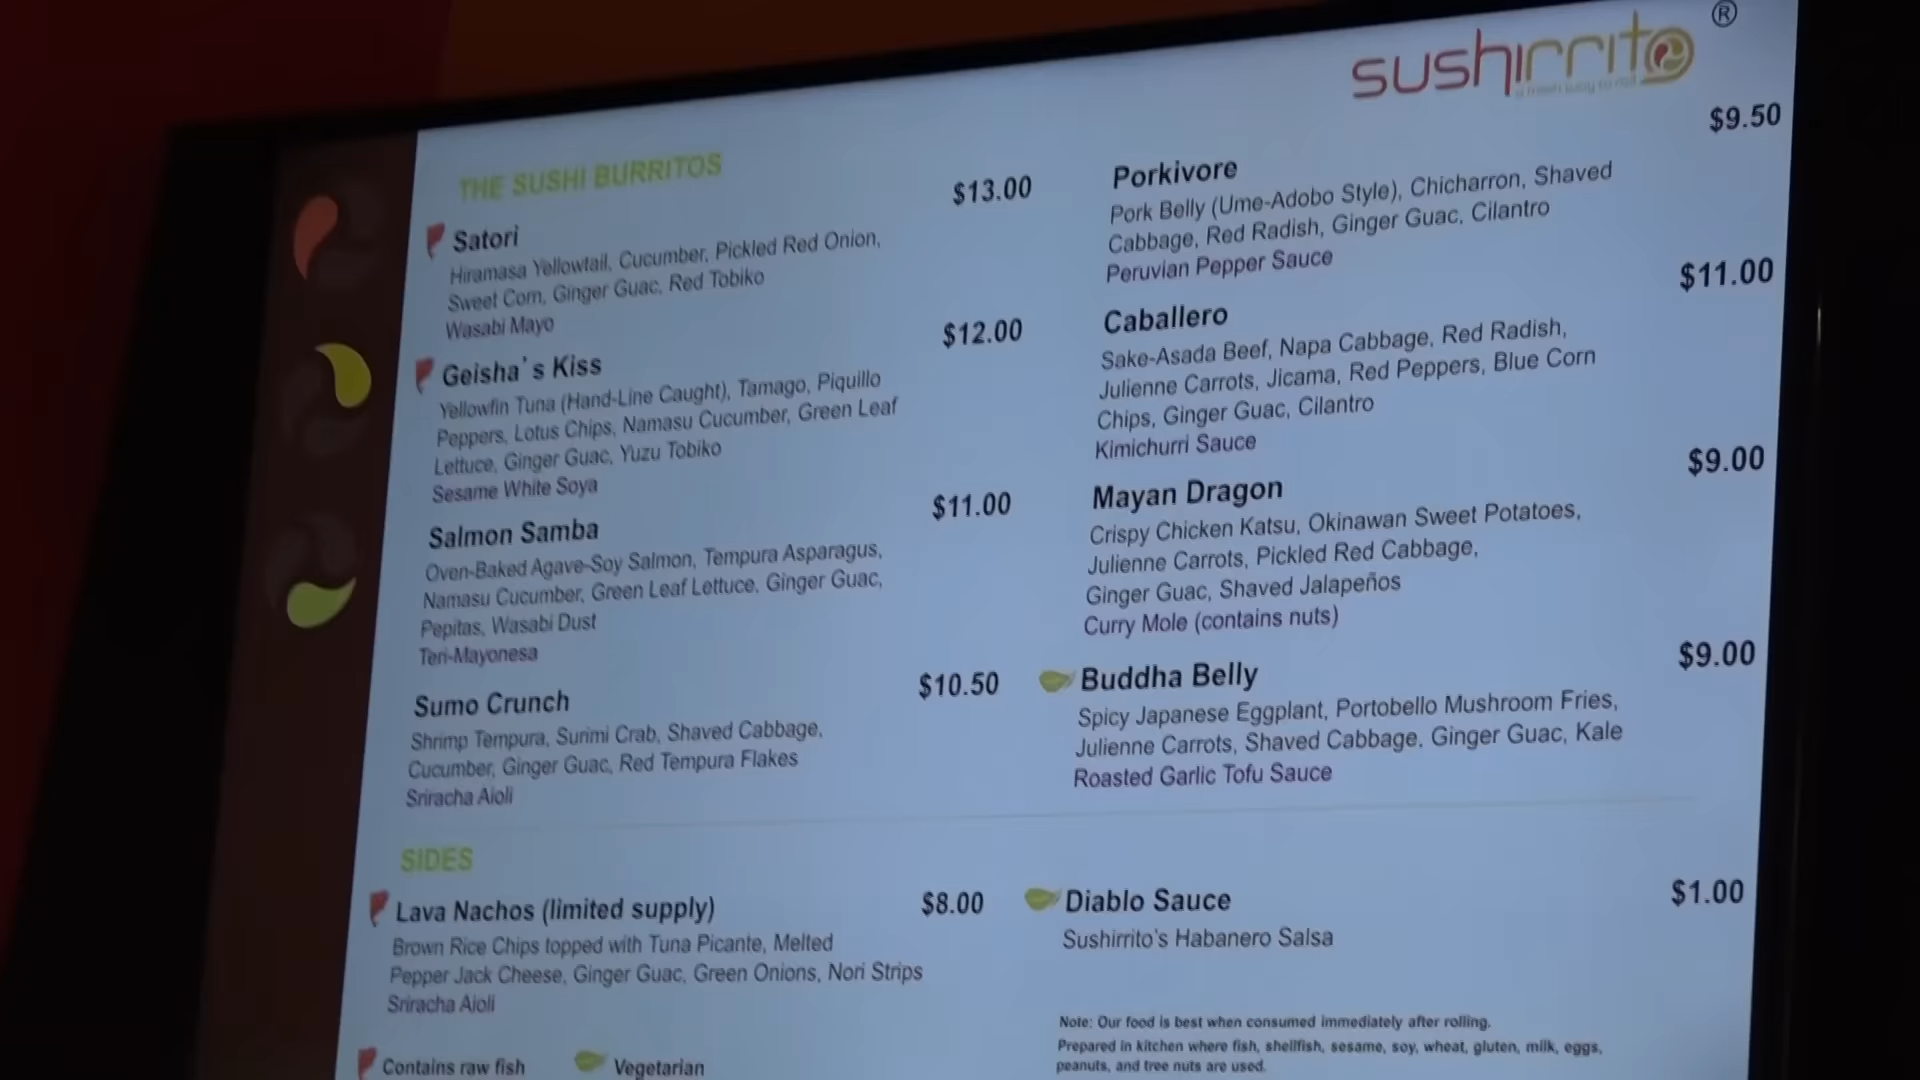 sushirrito ®
a fresh way to roll
THE SUSHI BURRITOS
Satori $13.00
Hiramasa Yellowtail, Cucumber, Pickled Red Onion,
Sweet Corn, Ginger Guac, Red Tobiko
Wasabi Mayo
Geisha's Kiss $12.00
Yellowfin Tuna (Hand-Line Caught), Tamago, Piquillo
Peppers, Lotus Chips, Namasu Cucumber, Green Leaf
Lettuce, Ginger Guac, Yuzu Tobiko
Sesame White Soya
Salmon Samba $11.00
Oven-Baked Agave-Soy Salmon, Tempura Asparagus,
Namasu Cucumber, Green Leaf Lettuce, Ginger Guac,
Pepitas, Wasabi Dust
Teri-Mayonesa
Sumo Crunch $10.50
Shrimp Tempura, Surimi Crab, Shaved Cabbage,
Cucumber, Ginger Guac, Red Tempura Flakes
Sriracha Aioli
Porkivore $9.50
Pork Belly (Ume-Adobo Style), Chicharron, Shaved
Cabbage, Red Radish, Ginger Guac, Cilantro
Peruvian Pepper Sauce
Caballero $11.00
Sake-Asada Beef, Napa Cabbage, Red Radish,
Julienne Carrots, Jicama, Red Peppers, Blue Corn
Chips, Ginger Guac, Cilantro
Kimichurri Sauce
Mayan Dragon $9.00
Crispy Chicken Katsu, Okinawan Sweet Potatoes,
Julienne Carrots, Pickled Red Cabbage,
Ginger Guac, Shaved Jalapeños
Curry Mole (contains nuts)
Buddha Belly $9.00
Spicy Japanese Eggplant, Portobello Mushroom Fries,
Julienne Carrots, Shaved Cabbage, Ginger Guac, Kale
Roasted Garlic Tofu Sauce
SIDES
Lava Nachos (limited supply) $8.00
Brown Rice Chips topped with Tuna Picante, Melted
Pepper Jack Cheese, Ginger Guac, Green Onions, Nori Strips
Sriracha Aioli
Diablo Sauce $1.00
Sushirrito's Habanero Salsa
Contains raw fish Vegetarian
Note: Our food is best when consumed immediately after rolling.
Prepared in kitchen where fish, shellfish, sesame, soy, wheat, gluten, milk, eggs,
peanuts, and tree nuts are used.